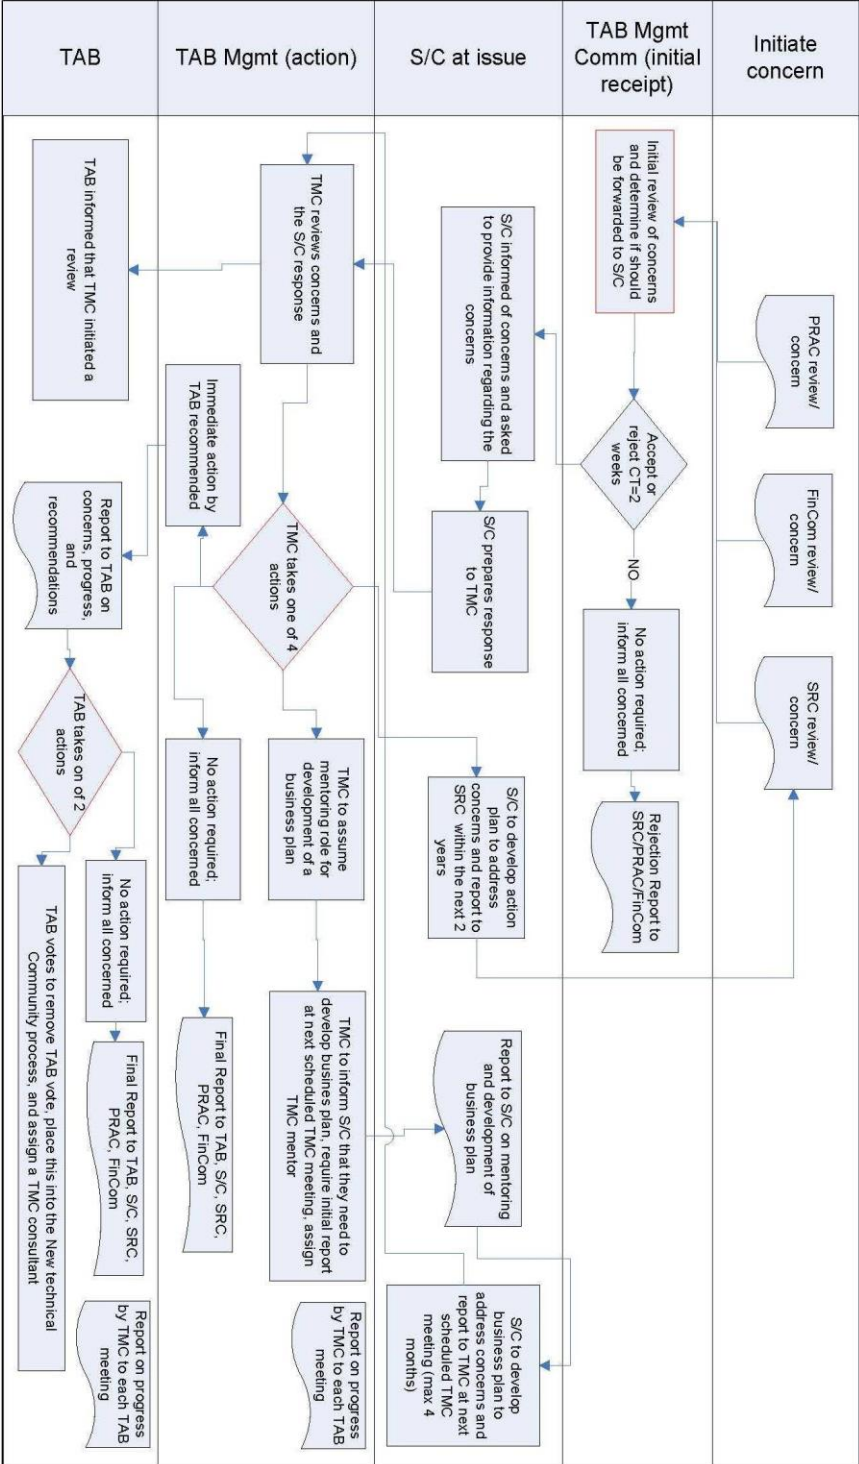 Initiate
concern
PRAC review/
concern
FinCom review/
concern
SRC review/
concern
TAB Mgmt
Comm (initial
receipt)
Initial review of concerns
and determine if should
be forwarded to S/C
Accept or
reject CT=2
weeks
NO
No action required;
inform all concerned
Rejection Report to
SRC/PRAC/FinCom
S/C at issue
S/C informed of concerns and asked
to provide information regarding the
concerns
S/C prepares response
to TMC
S/C to develop action
plan to address
concerns and report to
SRC within the next 2
years
Report to S/C on mentoring
and development of
business plan
S/C to develop
business plan to
address concerns and
report to TMC at next
scheduled TMC
meeting (max 4
months)
TAB Mgmt (action)
TMC reviews concerns and
the S/C response
Immediate action by
TAB recommended
TMC takes one of 4
actions
TMC to assume
mentoring role for
development of a
business plan
No action required;
inform all concerned
TMC to inform S/C that they need to
develop busines plan, require initial report
at next scheduled TMC meeting, assign
TMC mentor
Final Report to TAB, S/C, SRC,
PRAC, FinCom
Report on progress
by TMC to each TAB
meeting
TAB
TAB informed that TMC initiated a
review
Report to TAB on
concerns, progress,
and
recommendations
TAB takes on of 2
actions
No action required;
inform all concerned
Final Report to TAB, S/C, SRC,
PRAC, FinCom
TAB votes to remove TAB vote, place this into the New technical
Community process, and assign a TMC consultant
Report on progress
by TMC to each TAB
meeting